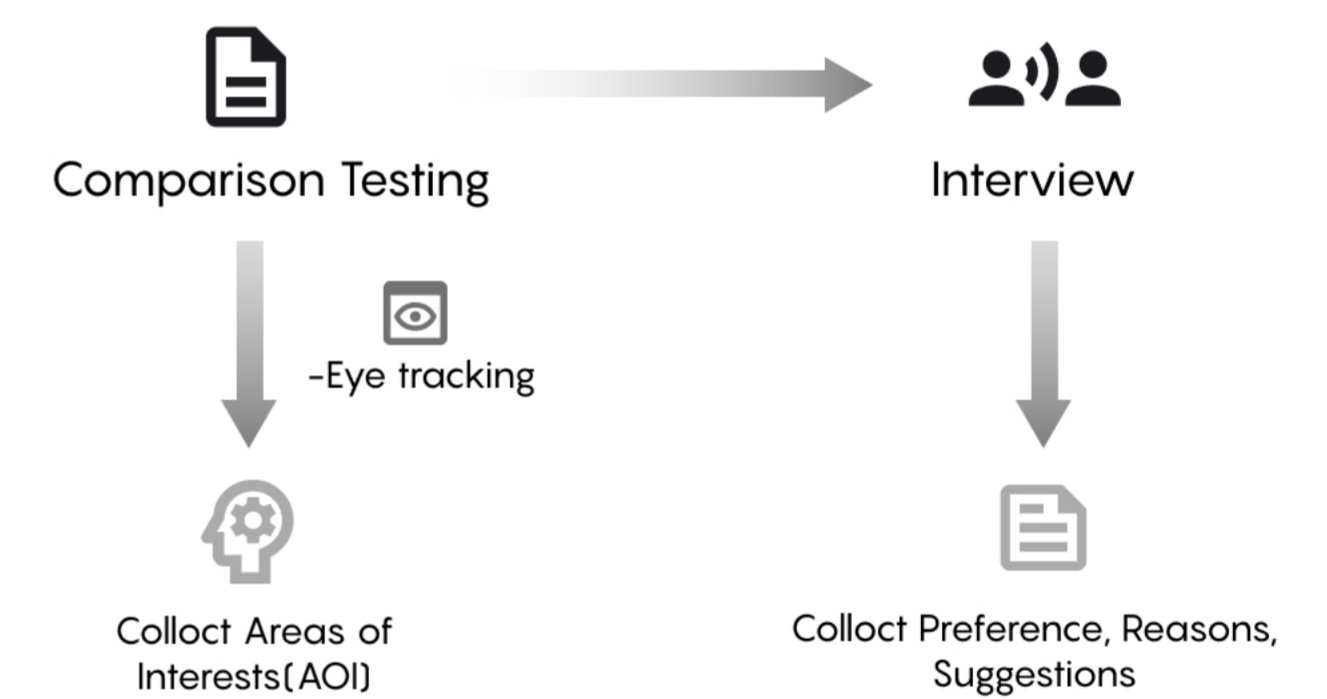 Comparison Testing
Interview
-Eye tracking
Colloct Areas of
Interests(AOI)
Colloct Preference, Reasons,
Suggestions